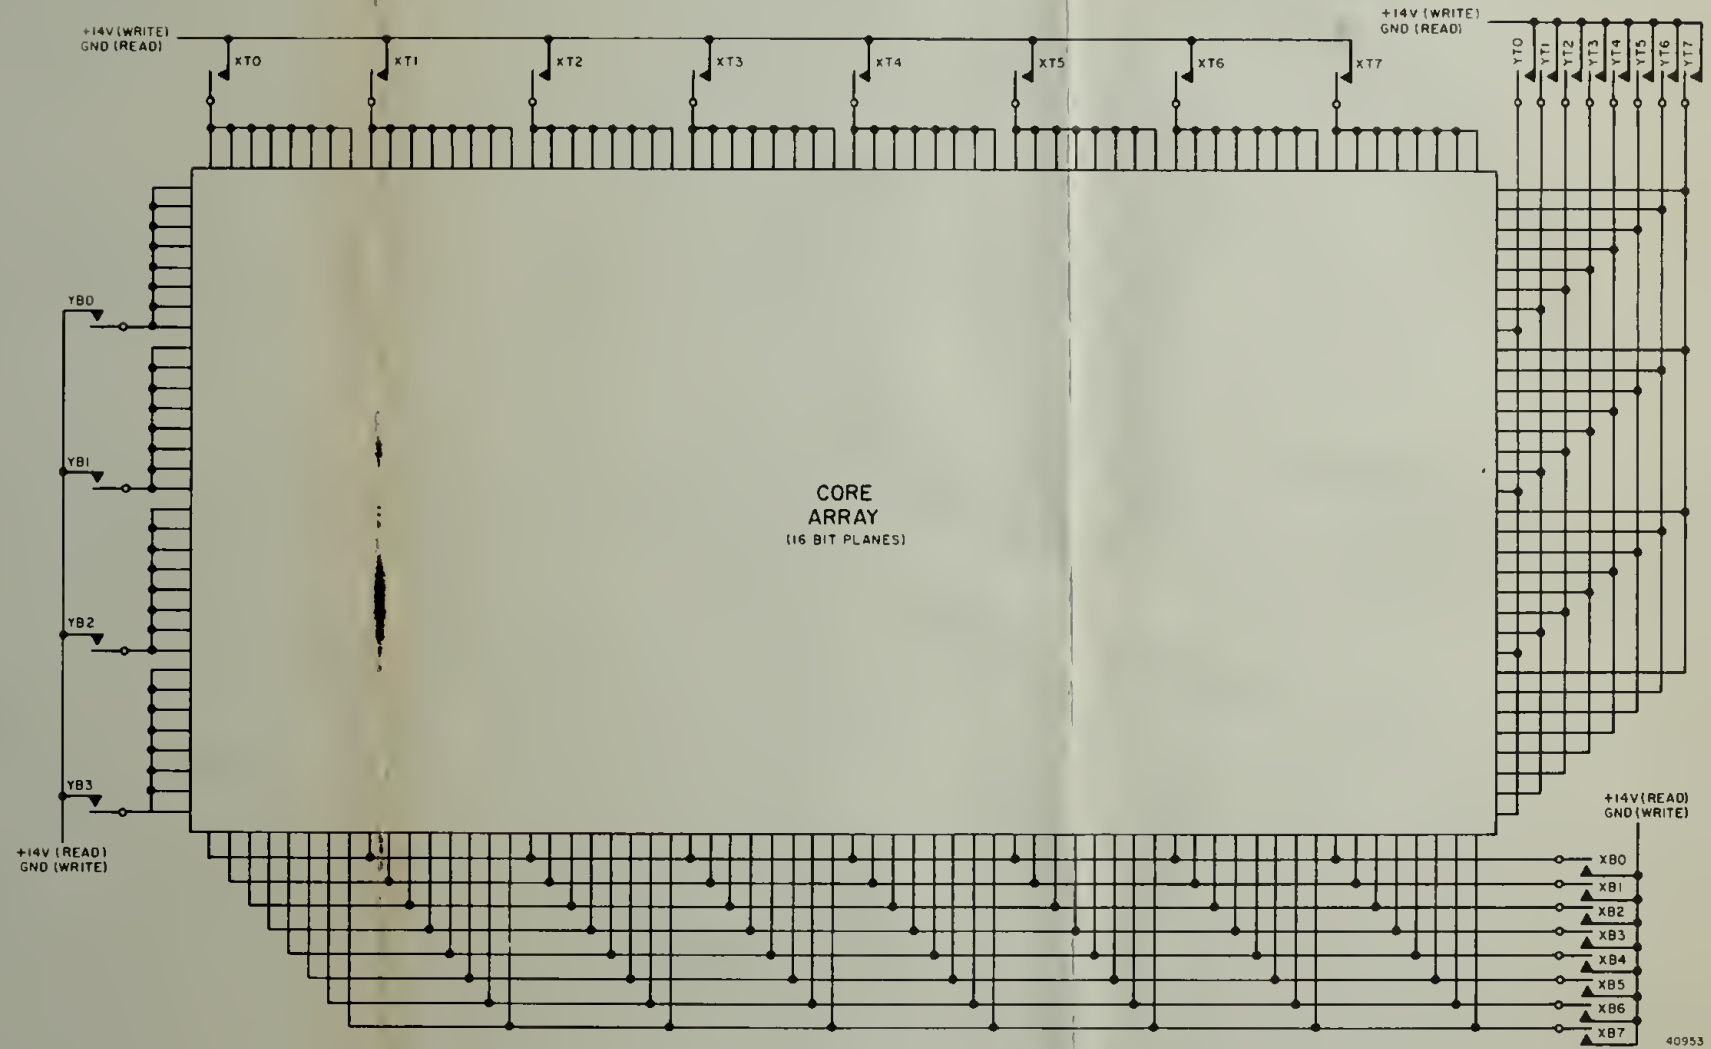 +14V (WRITE)
GND (READ)
XT0
XT1
XT2
XT3
XT4
XT5
XT6
XT7
+14V (WRITE)
GND (READ)
YT0
YT1
YT2
YT3
YT4
YT5
YT6
YT7
YB0
YB1
YB2
YB3
+14V (READ)
GND (WRITE)
CORE
ARRAY
(16 BIT PLANES)
+14V (READ)
GND (WRITE)
XB0
XB1
XB2
XB3
XB4
XB5
XB6
XB7
40953